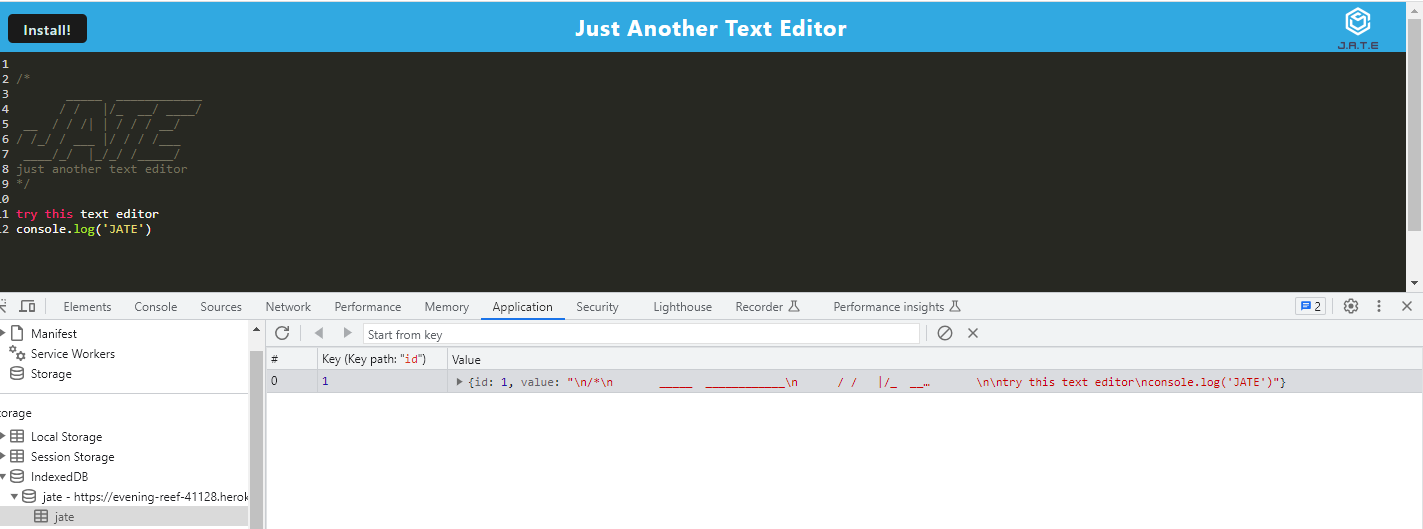 Install!
Just Another Text Editor
J.A.T.E
1
2 /*
3       _____  ____________
4      / /   |/_  __/ ____/
5 __  / / /| | / / / __/
6 / /_/ / ___ |/ / / /___
7 ____/_/  |_/_/ /_____/
8 just another text editor
9 */
10
11 try this text editor
12 console.log('JATE')
Elements Console Sources Network Performance Memory Application Security Lighthouse Recorder Performance insights 2
Manifest
Service Workers
Storage
orage
Local Storage
Session Storage
IndexedDB
jate - https://evening-reef-41128.herok
jate
Start from key
# Key (Key path: "id") Value
0 1 {id: 1, value: "\n/*\n       _____  ____________\n      / /   |/_  __…       \n\ntry this text editor\nconsole.log('JATE')"}